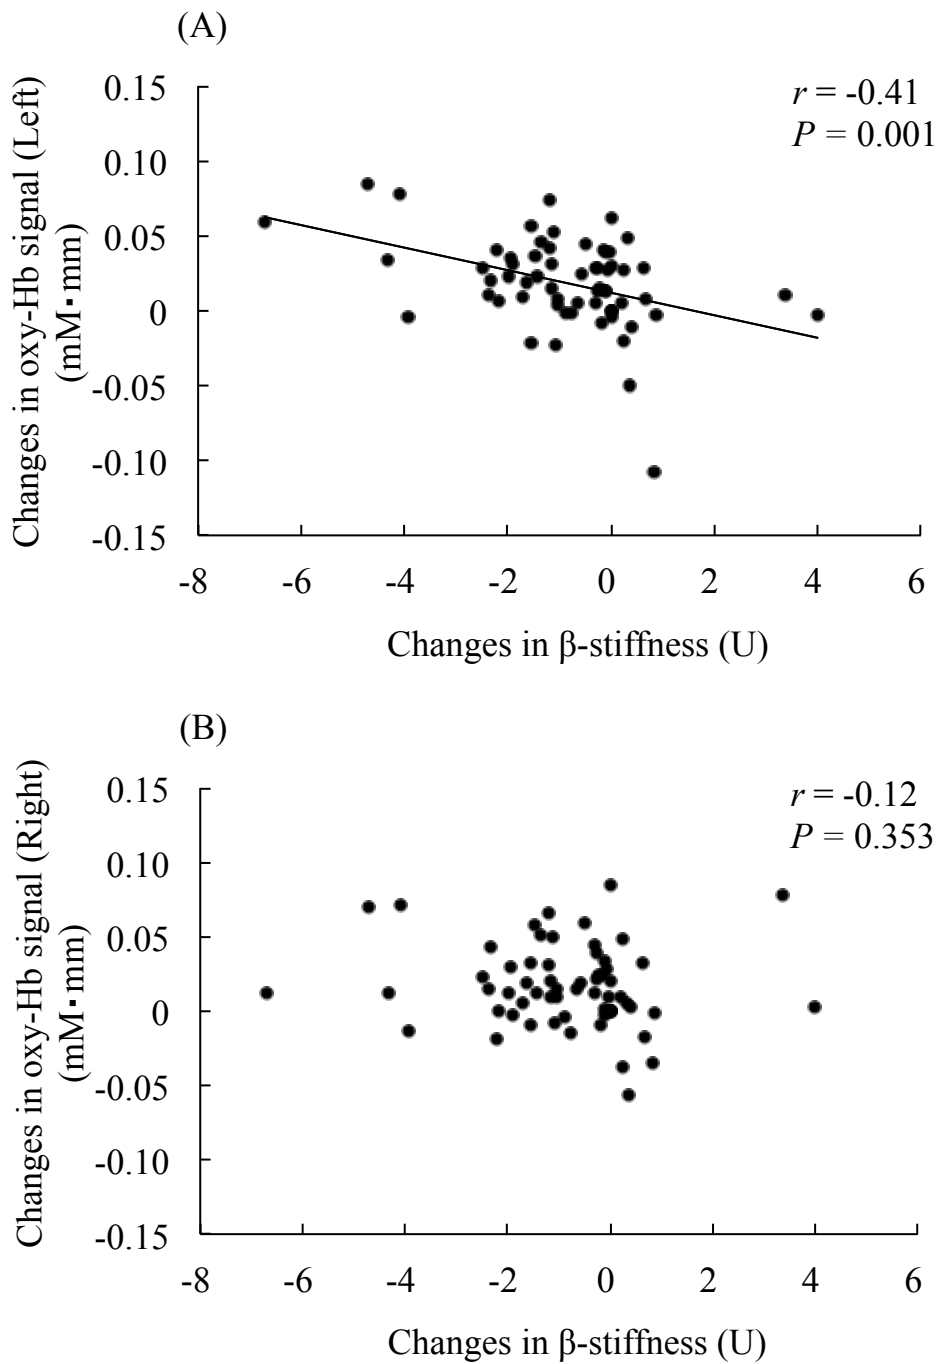 (A)
Changes in oxy-Hb signal (Left)
(mM・mm)
0.15
0.10
0.05
0
-0.05
-0.10
-0.15
r = -0.41
P = 0.001
-8 -6 -4 -2 0 2 4 6
Changes in β-stiffness (U)
(B)
Changes in oxy-Hb signal (Right)
(mM・mm)
0.15
0.10
0.05
0
-0.05
-0.10
-0.15
r = -0.12
P = 0.353
-8 -6 -4 -2 0 2 4 6
Changes in β-stiffness (U)